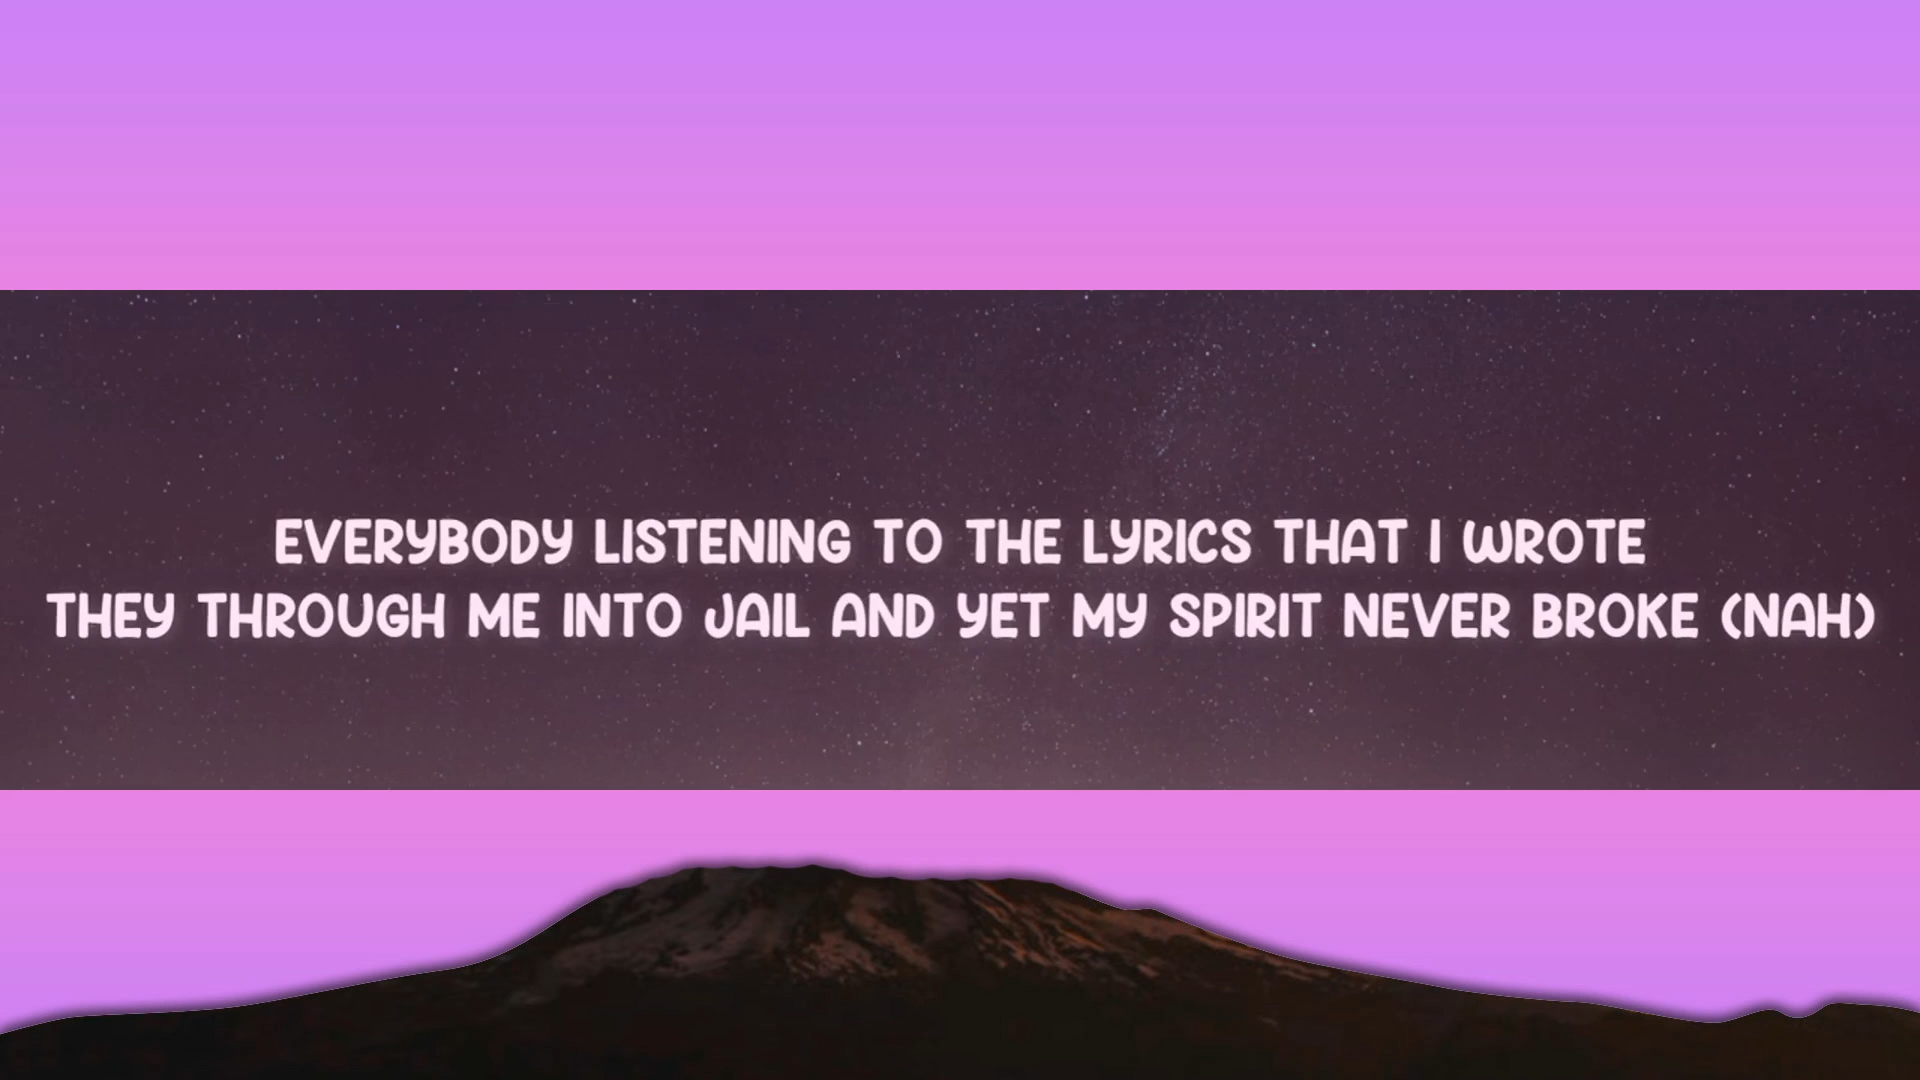 EVERYBODY LISTENING TO THE LYRICS THAT I WROTE
THEY THROUGH ME INTO JAIL AND YET MY SPIRIT NEVER BROKE (NAH)